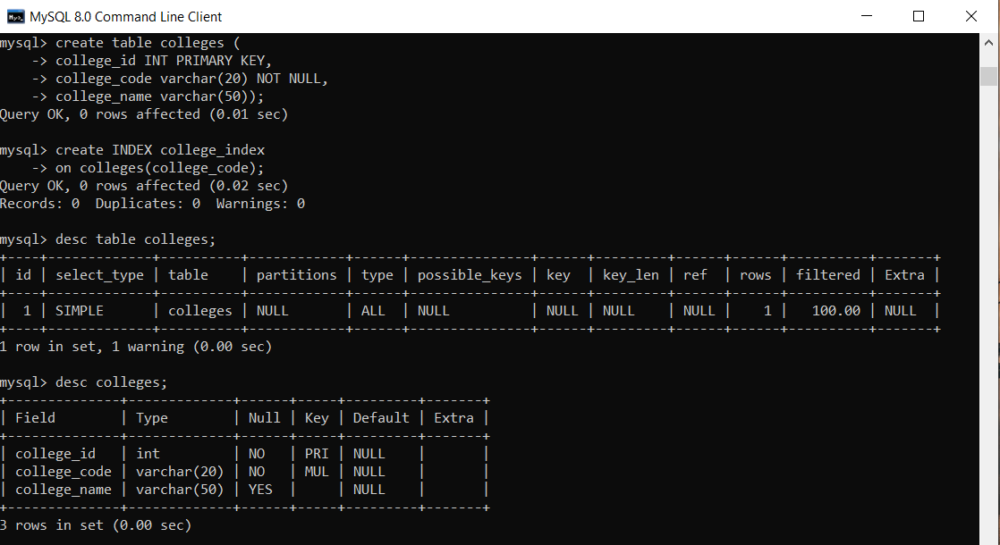 MySQL 8.0 Command Line Client
mysql> create table colleges (
    -> college_id INT PRIMARY KEY,
    -> college_code varchar(20) NOT NULL,
    -> college_name varchar(50));
Query OK, 0 rows affected (0.01 sec)

mysql> create INDEX college_index
    -> on colleges(college_code);
Query OK, 0 rows affected (0.02 sec)
Records: 0  Duplicates: 0  Warnings: 0

mysql> desc table colleges;
+----+-------------+----------+------------+------+---------------+------+---------+------+------+----------+-------+
| id | select_type | table    | partitions | type | possible_keys | key  | key_len | ref  | rows | filtered | Extra |
+----+-------------+----------+------------+------+---------------+------+---------+------+------+----------+-------+
|  1 | SIMPLE      | colleges | NULL       | ALL  | NULL          | NULL | NULL    | NULL |    1 |   100.00 | NULL  |
+----+-------------+----------+------------+------+---------------+------+---------+------+------+----------+-------+
1 row in set, 1 warning (0.00 sec)

mysql> desc colleges;
+--------------+-------------+------+-----+---------+-------+
| Field        | Type        | Null | Key | Default | Extra |
+--------------+-------------+------+-----+---------+-------+
| college_id   | int         | NO   | PRI | NULL    |       |
| college_code | varchar(20) | NO   | MUL | NULL    |       |
| college_name | varchar(50) | YES  |     | NULL    |       |
+--------------+-------------+------+-----+---------+-------+
3 rows in set (0.00 sec)